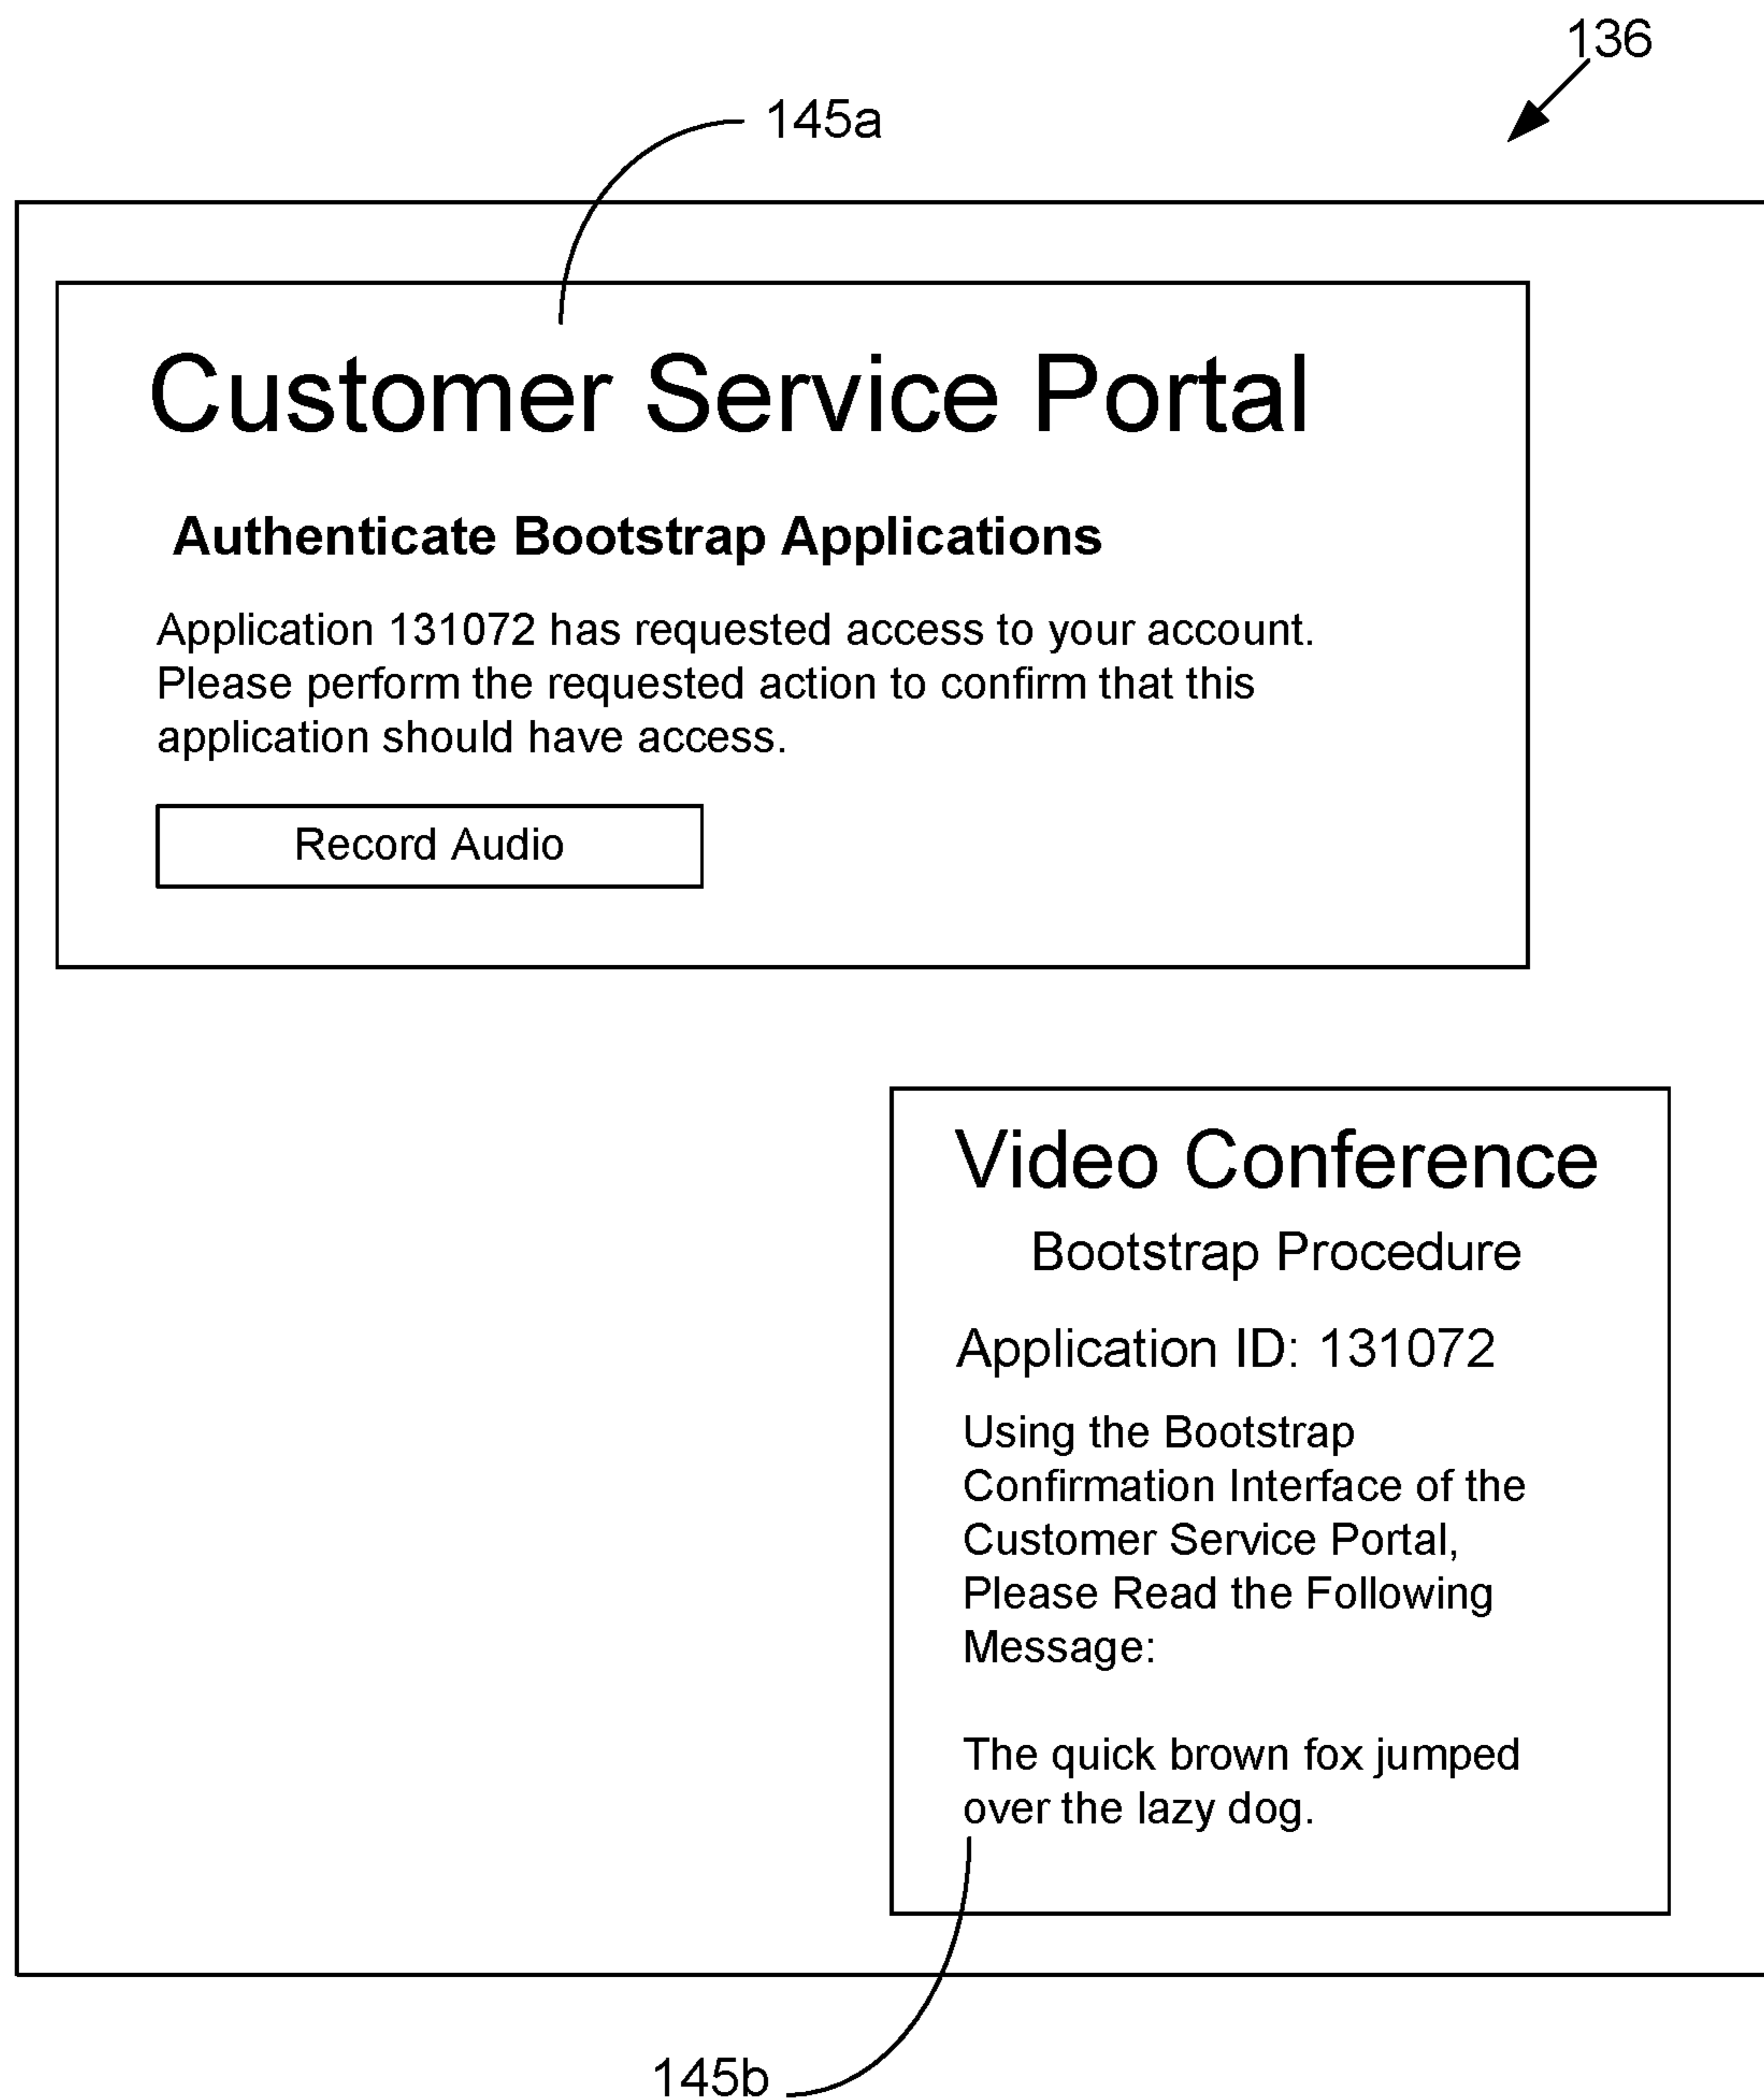 136
145a
Customer Service Portal
Authenticate Bootstrap Applications
Application 131072 has requested access to your account.
Please perform the requested action to confirm that this
application should have access.
Record Audio
Video Conference
Bootstrap Procedure
Application ID: 131072
Using the Bootstrap
Confirmation Interface of the
Customer Service Portal,
Please Read the Following
Message:
The quick brown fox jumped
over the lazy dog.
145b